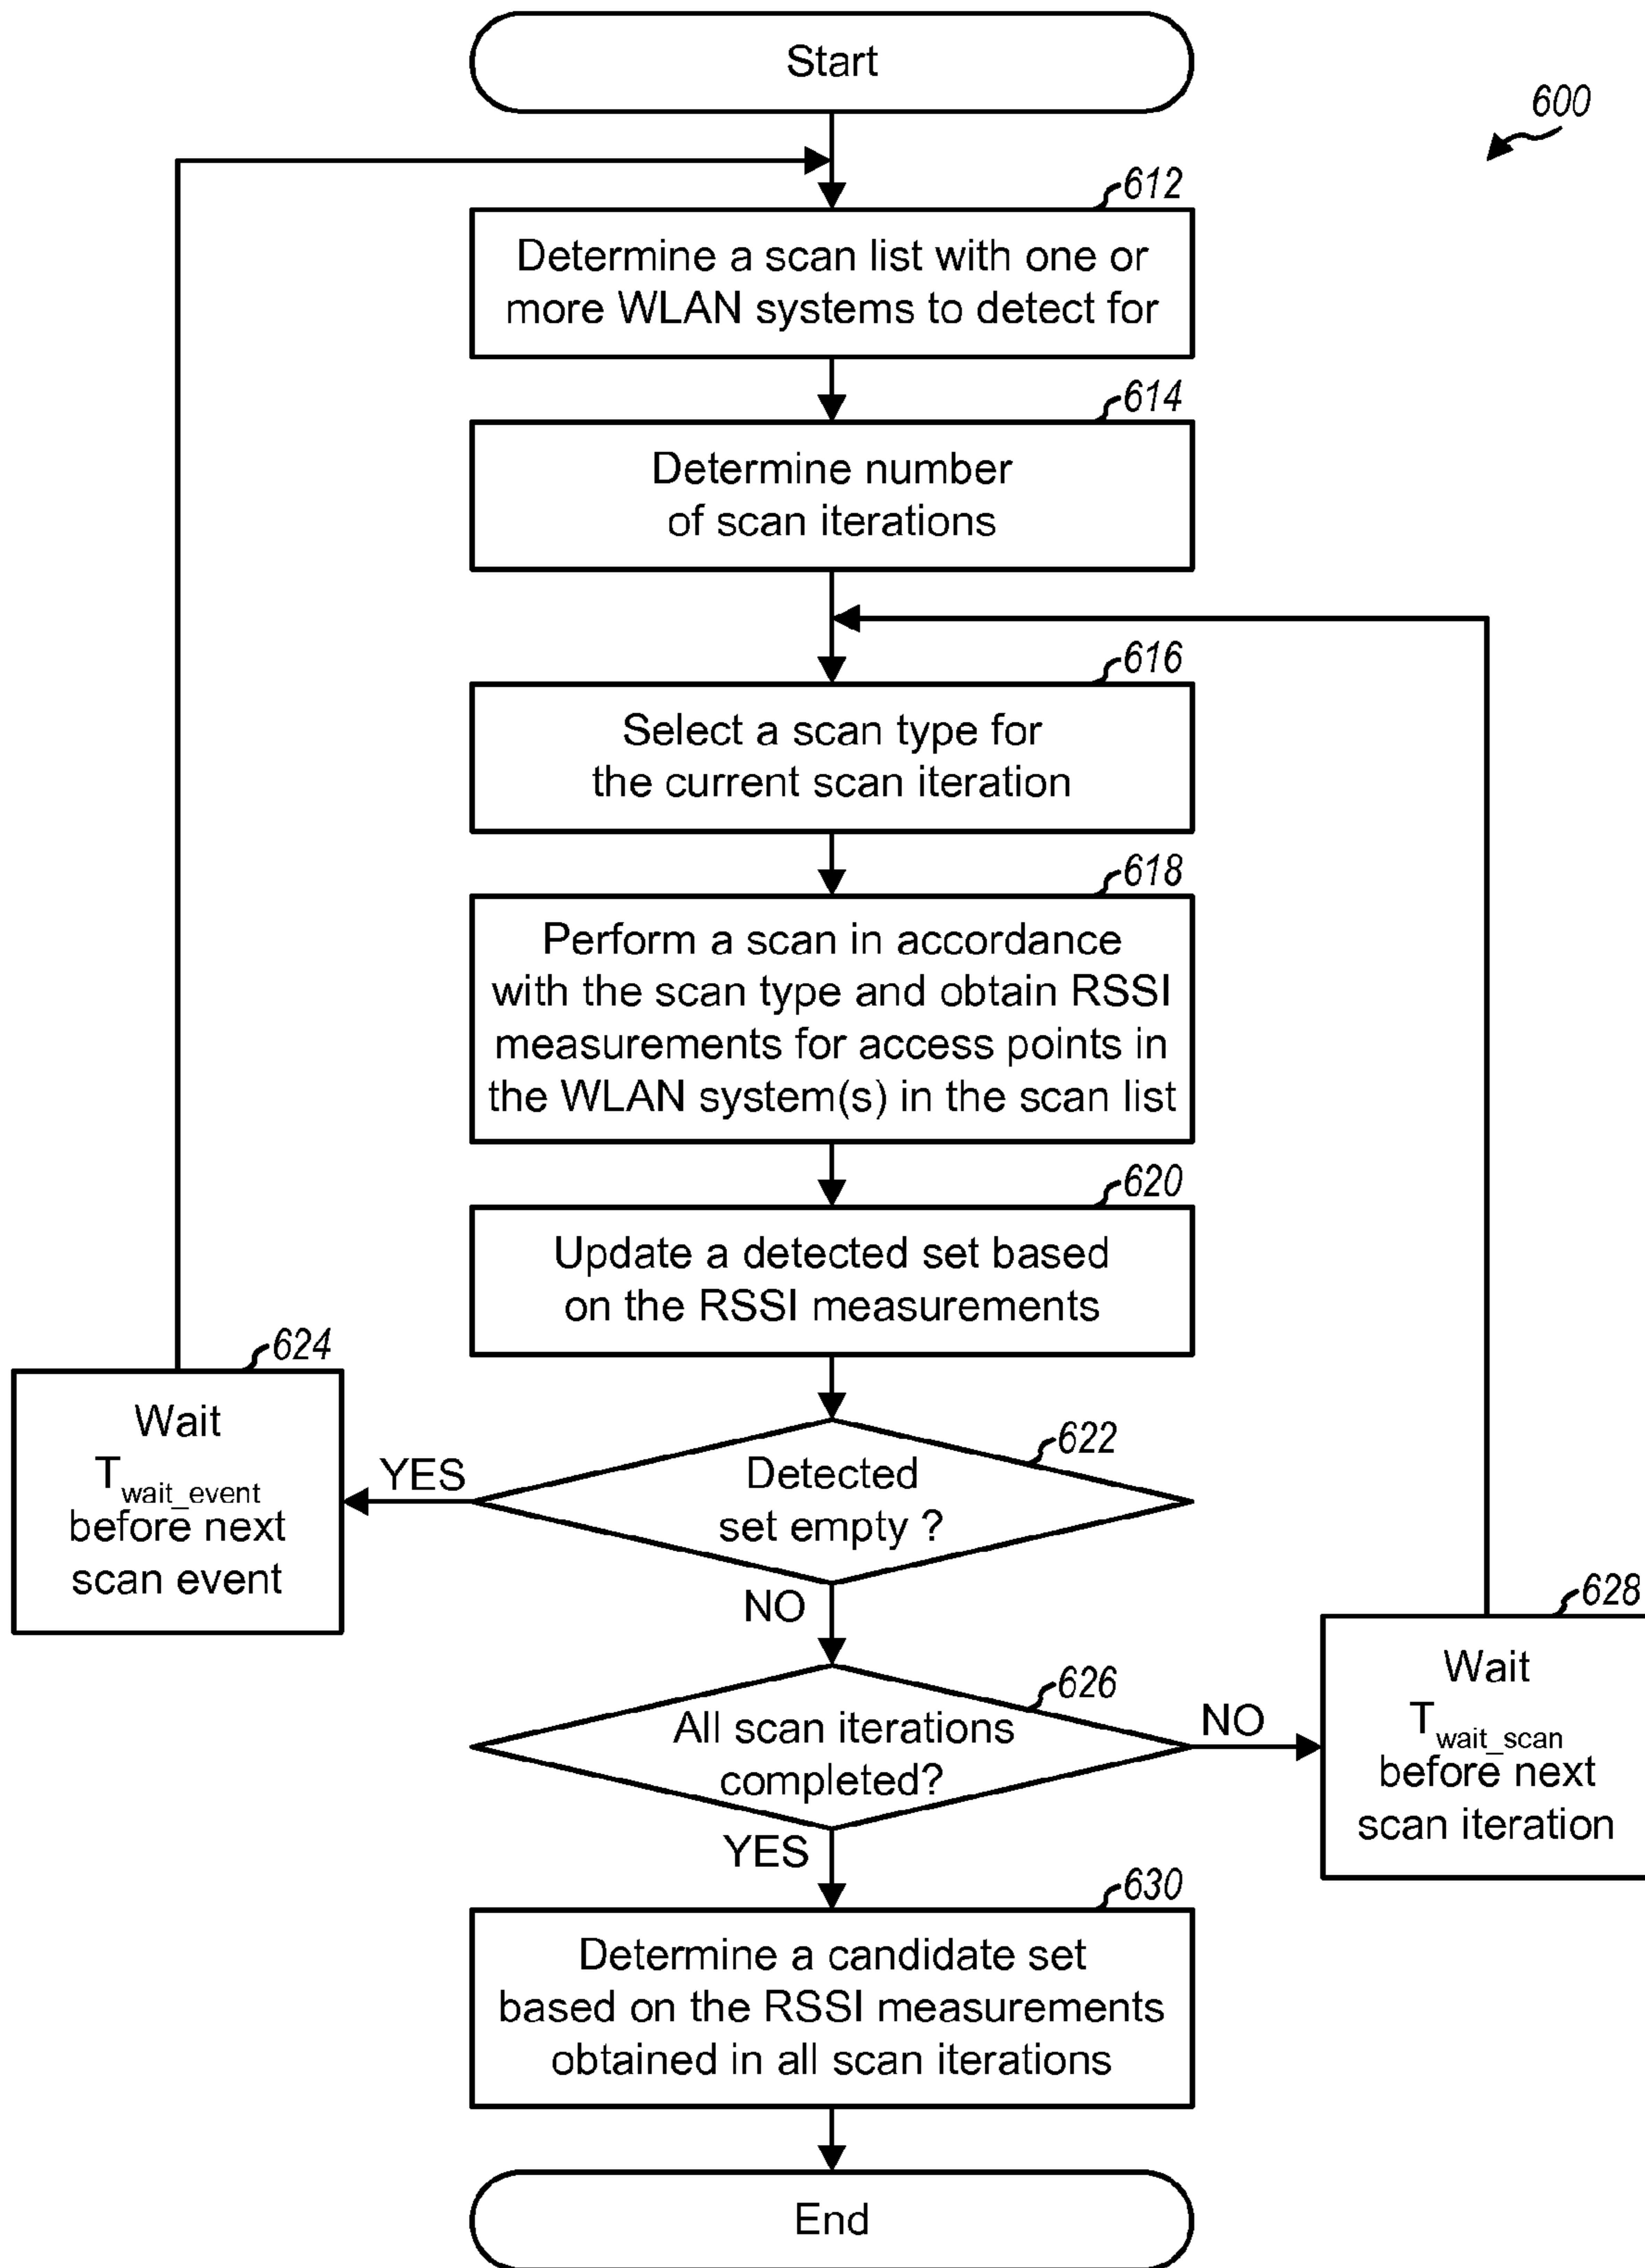 Start
600
612
Determine a scan list with one or
more WLAN systems to detect for
614
Determine number
of scan iterations
616
Select a scan type for
the current scan iteration
618
Perform a scan in accordance
with the scan type and obtain RSSI
measurements for access points in
the WLAN system(s) in the scan list
620
Update a detected set based
on the RSSI measurements
624
Wait
Twait_event
before next
scan event
YES
622
Detected
set empty ?
NO
626
All scan iterations
completed?
NO
628
Wait
Twait_scan
before next
scan iteration
YES
630
Determine a candidate set
based on the RSSI measurements
obtained in all scan iterations
End